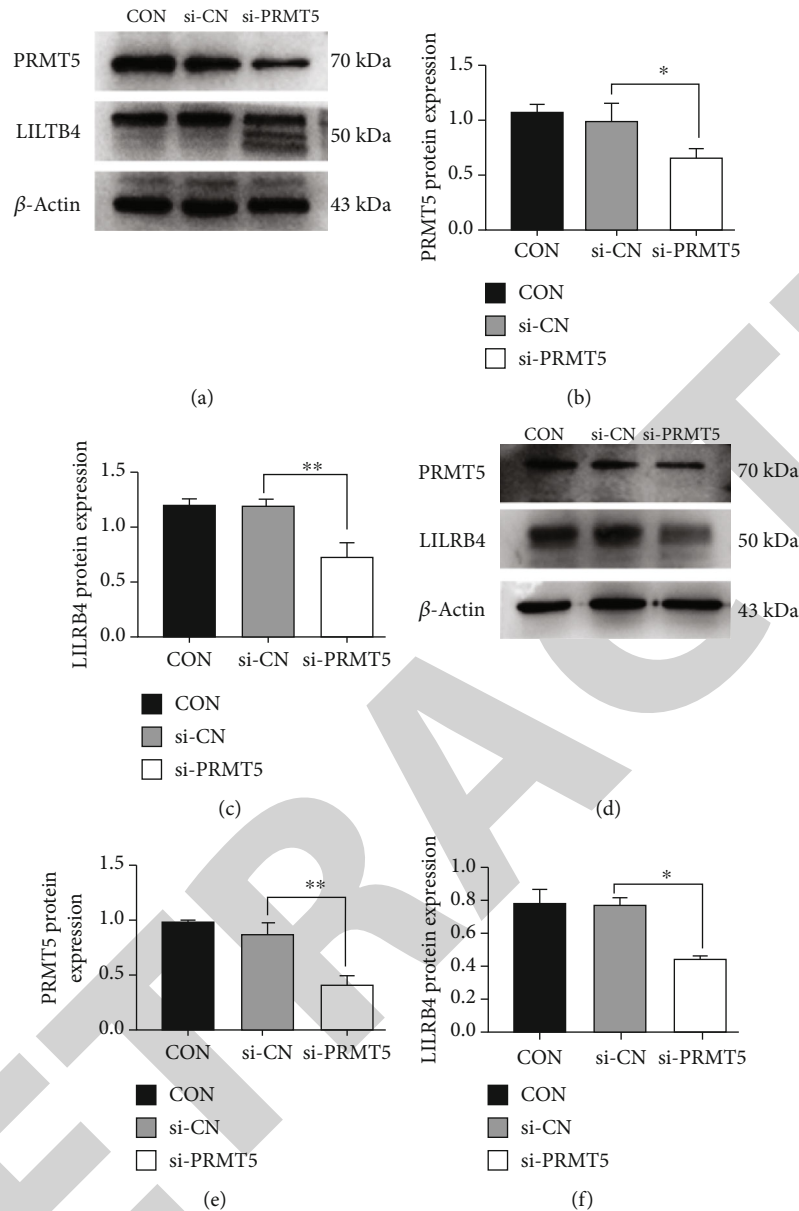 CON si-CN si-PRMT5
PRMT5 70 kDa
LILTB4 50 kDa
β-Actin 43 kDa
(a)
PRMT5 protein expression
1.5
1.0
0.5
0.0
*
CON si-CN si-PRMT5
CON
si-CN
si-PRMT5
(b)
LILRB4 protein expression
1.5
1.0
0.5
0.0
**
CON si-CN si-PRMT5
CON
si-CN
si-PRMT5
(c)
CON si-CN si-PRMT5
PRMT5 70 kDa
LILRB4 50 kDa
β-Actin 43 kDa
(d)
PRMT5 protein
expression
1.5
1.0
0.5
0.0
**
CON si-CN si-PRMT5
CON
si-CN
si-PRMT5
(e)
LILRB4 protein expression
0.8
0.6
0.4
0.2
0.0
*
CON si-CN si-PRMT5
CON
si-CN
si-PRMT5
(f)
ETRACT